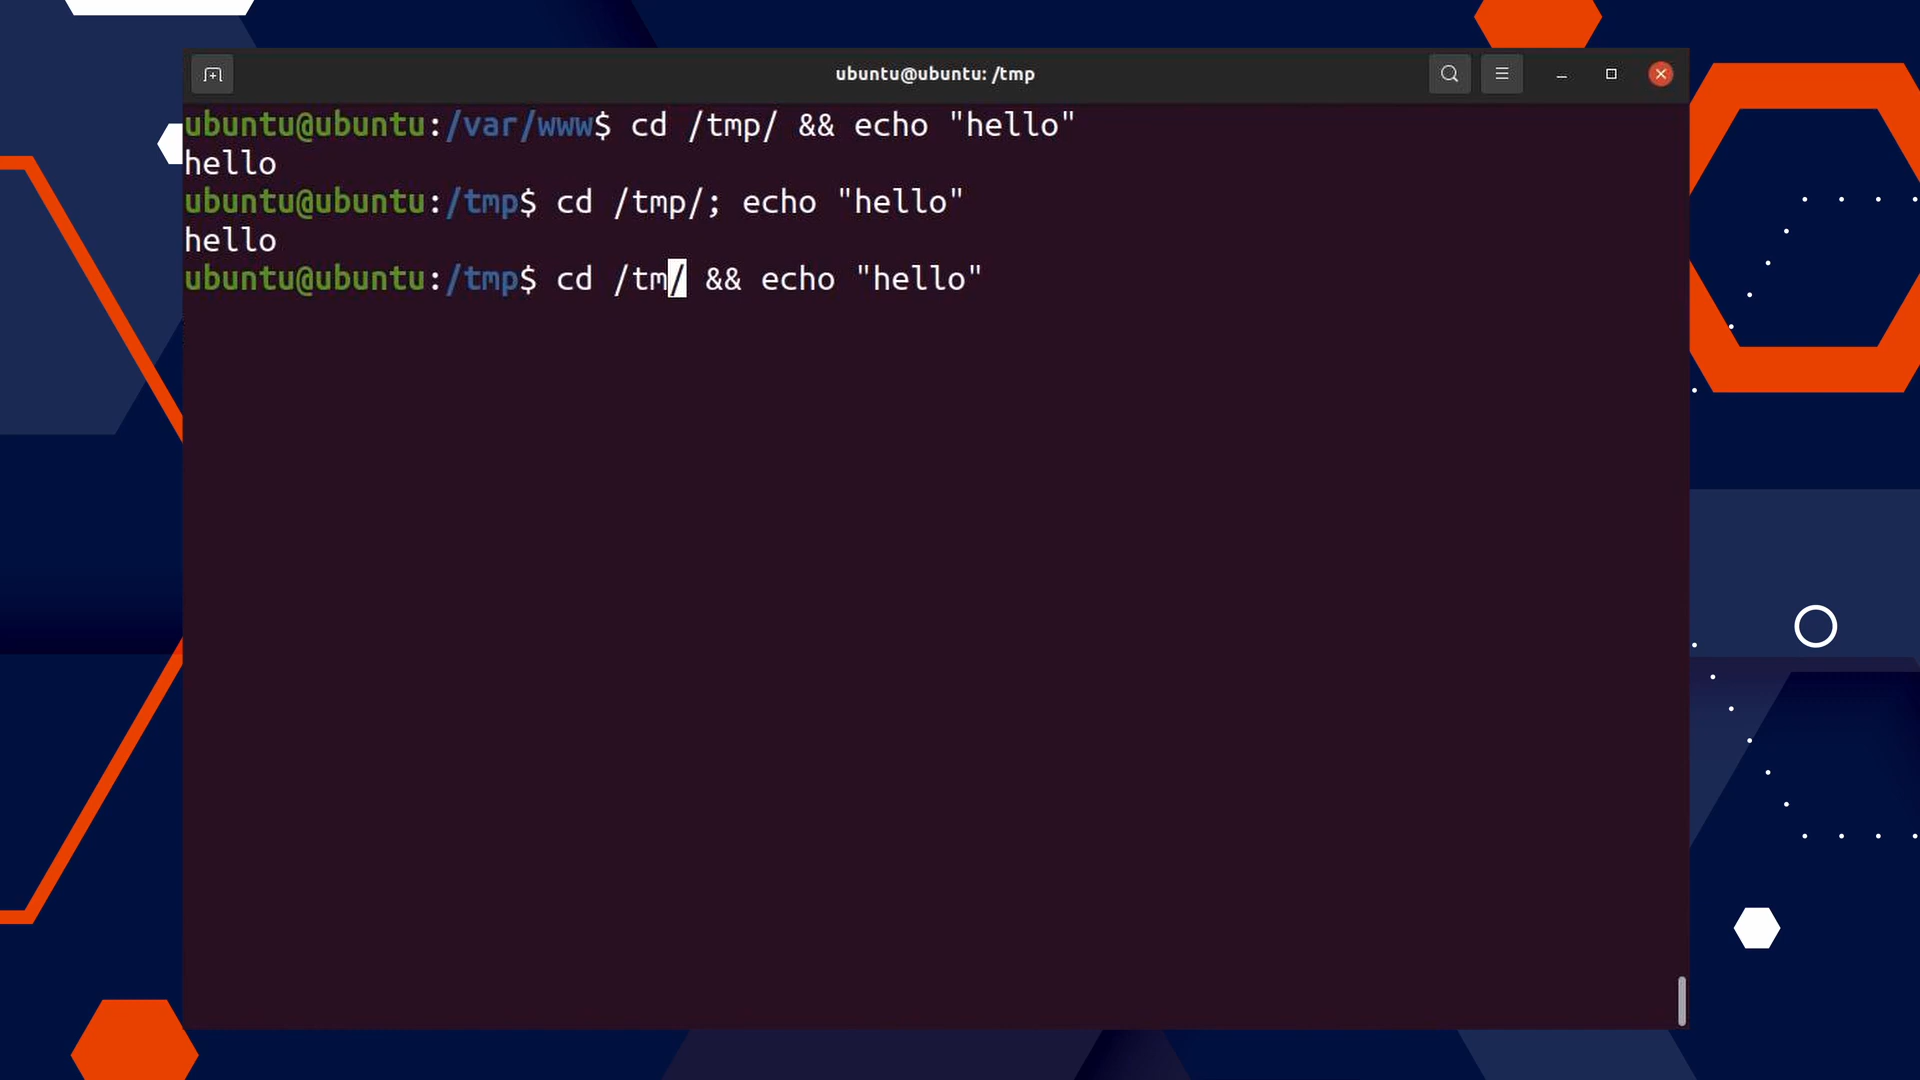 ubuntu@ubuntu: /tmp
ubuntu@ubuntu:/var/www$ cd /tmp/ && echo "hello"
hello
ubuntu@ubuntu:/tmp$ cd /tmp/; echo "hello"
hello
ubuntu@ubuntu:/tmp$ cd /tm/ && echo "hello"